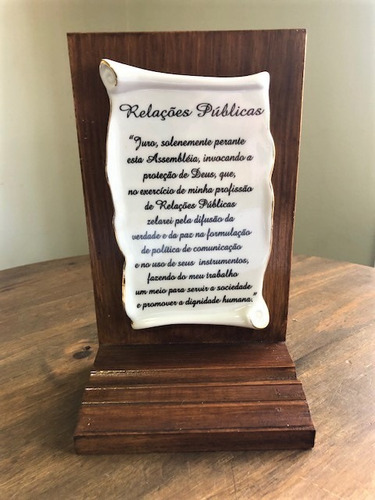 Relações Públicas
"Juro, solenemente perante
esta Assembléia, invocando a
proteção de Deus, que,
no exercício de minha profissão
de Relações Públicas
zelarei pela difusão da
verdade e da paz na formulação
de política de comunicação
e no uso de seus instrumentos,
fazendo do meu trabalho
um meio para servir a sociedade
e promover a dignidade humana."